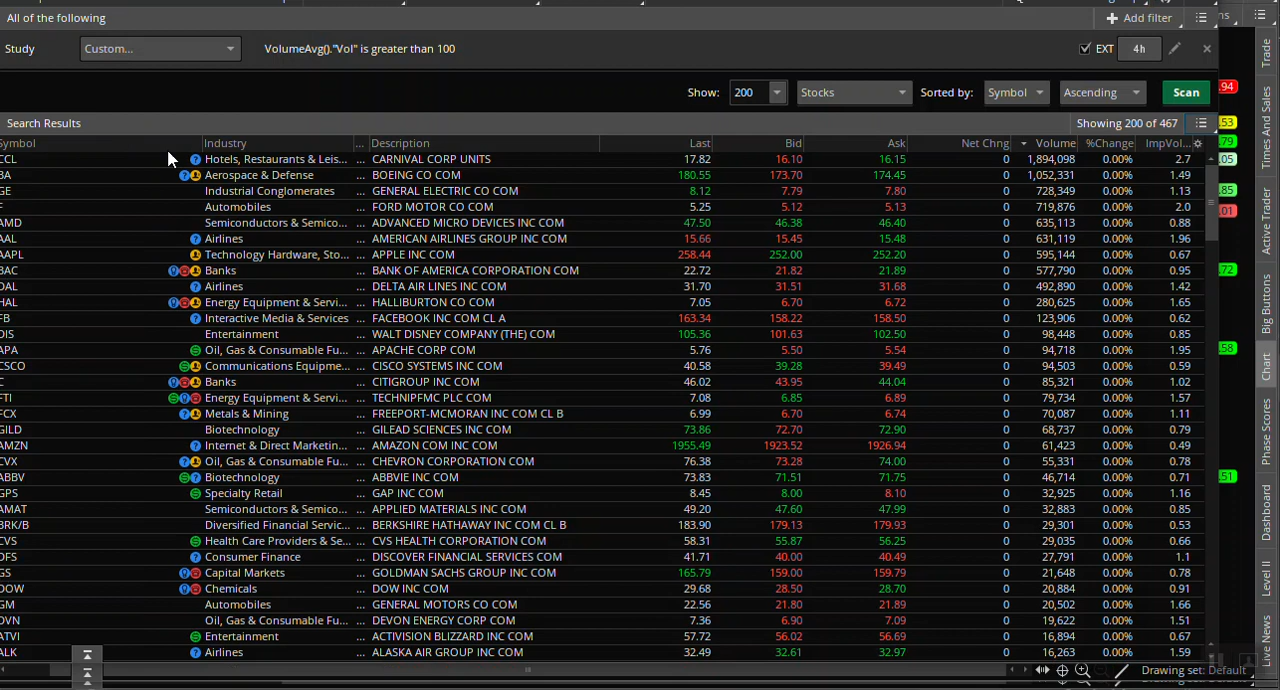 All of the following
Add filter
Study Custom... VolumeAvg()."Vol" is greater than 100 EXT 4h
Show: 200 Stocks Sorted by: Symbol Ascending Scan
Search Results Showing 200 of 467
Symbol Industry ... Description Last Bid Ask Net Chng Volume %Change ImpVol...
CCL Hotels, Restaurants & Leis... ... CARNIVAL CORP UNITS 17.82 16.10 16.15 0 1,894,098 0.00% 2.7
BA Aerospace & Defense ... BOEING CO COM 180.55 173.70 174.45 0 1,052,331 0.00% 1.49
GE Industrial Conglomerates ... GENERAL ELECTRIC CO COM 8.12 7.79 7.80 0 728,349 0.00% 1.13
F Automobiles ... FORD MOTOR CO COM 5.25 5.12 5.13 0 719,876 0.00% 2.0
AMD Semiconductors & Semico... ... ADVANCED MICRO DEVICES INC COM 47.50 46.38 46.40 0 635,113 0.00% 0.88
AAL Airlines ... AMERICAN AIRLINES GROUP INC COM 15.66 15.45 15.48 0 631,119 0.00% 1.96
AAPL Technology Hardware, Sto... ... APPLE INC COM 258.44 252.00 252.20 0 595,144 0.00% 0.67
BAC Banks ... BANK OF AMERICA CORPORATION COM 22.72 21.82 21.89 0 577,790 0.00% 0.95
DAL Airlines ... DELTA AIR LINES INC COM 31.70 31.51 31.68 0 492,890 0.00% 1.42
HAL Energy Equipment & Servi... ... HALLIBURTON CO COM 7.05 6.70 6.72 0 280,625 0.00% 1.65
FB Interactive Media & Services ... FACEBOOK INC COM CL A 163.34 158.22 158.50 0 123,906 0.00% 0.62
DIS Entertainment ... WALT DISNEY COMPANY (THE) COM 105.36 101.63 102.50 0 98,448 0.00% 0.85
APA Oil, Gas & Consumable Fu... ... APACHE CORP COM 5.76 5.50 5.54 0 94,718 0.00% 1.95
CSCO Communications Equipme... ... CISCO SYSTEMS INC COM 40.58 39.28 39.49 0 94,503 0.00% 0.59
C Banks ... CITIGROUP INC COM 46.02 43.95 44.04 0 85,321 0.00% 1.02
FTI Energy Equipment & Servi... ... TECHNIPFMC PLC COM 7.08 6.85 6.89 0 79,734 0.00% 1.57
FCX Metals & Mining ... FREEPORT-MCMORAN INC COM CL B 6.99 6.70 6.74 0 70,087 0.00% 1.11
GILD Biotechnology ... GILEAD SCIENCES INC COM 73.86 72.70 72.90 0 68,737 0.00% 0.79
AMZN Internet & Direct Marketin... ... AMAZON COM INC COM 1955.49 1923.52 1926.94 0 61,423 0.00% 0.49
CVX Oil, Gas & Consumable Fu... ... CHEVRON CORPORATION COM 76.38 73.28 74.00 0 55,331 0.00% 0.78
ABBV Biotechnology ... ABBVIE INC COM 73.83 71.51 71.75 0 46,714 0.00% 0.71
GPS Specialty Retail ... GAP INC COM 8.45 8.00 8.10 0 32,925 0.00% 1.16
AMAT Semiconductors & Semico... ... APPLIED MATERIALS INC COM 49.20 47.60 47.99 0 32,883 0.00% 0.85
BRK/B Diversified Financial Servic... ... BERKSHIRE HATHAWAY INC COM CL B 183.90 179.13 179.93 0 29,301 0.00% 0.53
CVS Health Care Providers & Se... ... CVS HEALTH CORPORATION COM 58.31 55.87 56.25 0 29,035 0.00% 0.66
DFS Consumer Finance ... DISCOVER FINANCIAL SERVICES COM 41.71 40.00 40.49 0 27,791 0.00% 1.1
GS Capital Markets ... GOLDMAN SACHS GROUP INC COM 165.79 159.00 159.79 0 21,648 0.00% 0.78
DOW Chemicals ... DOW INC COM 29.68 28.50 28.70 0 20,884 0.00% 0.91
GM Automobiles ... GENERAL MOTORS CO COM 22.56 21.80 21.89 0 20,502 0.00% 1.66
DVN Oil, Gas & Consumable Fu... ... DEVON ENERGY CORP COM 7.36 6.90 7.09 0 19,622 0.00% 1.51
ATVI Entertainment ... ACTIVISION BLIZZARD INC COM 57.72 56.02 56.69 0 16,894 0.00% 0.67
ALK Airlines ... ALASKA AIR GROUP INC COM 32.49 32.61 32.97 0 16,263 0.00% 1.59
Drawing set: Default
.94
.53
.79
.05
.85
.01
.72
.58
.51
Trade
Times And Sales
Active Trader
Big Buttons
Chart
Phase Scores
Dashboard
Level II
Live News